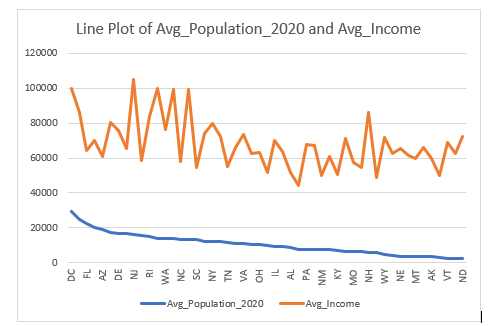 Line Plot of Avg_Population_2020 and Avg_Income
120000
100000
80000
60000
40000
20000
0
DC FL AZ DE NJ RI WA NC SC NY TN VA OH IL AL PA NM KY MO NH WY NE MT AK VT ND
Avg_Population_2020 Avg_Income